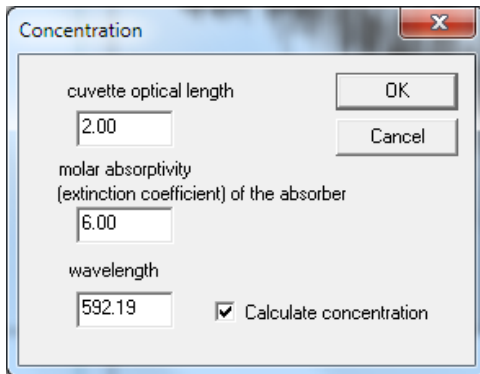 Concentration
x
cuvette optical length
OK
2.00
Cancel
molar absorptivity
(extinction coefficient) of the absorber
6.00
wavelength
592.19
Calculate concentration